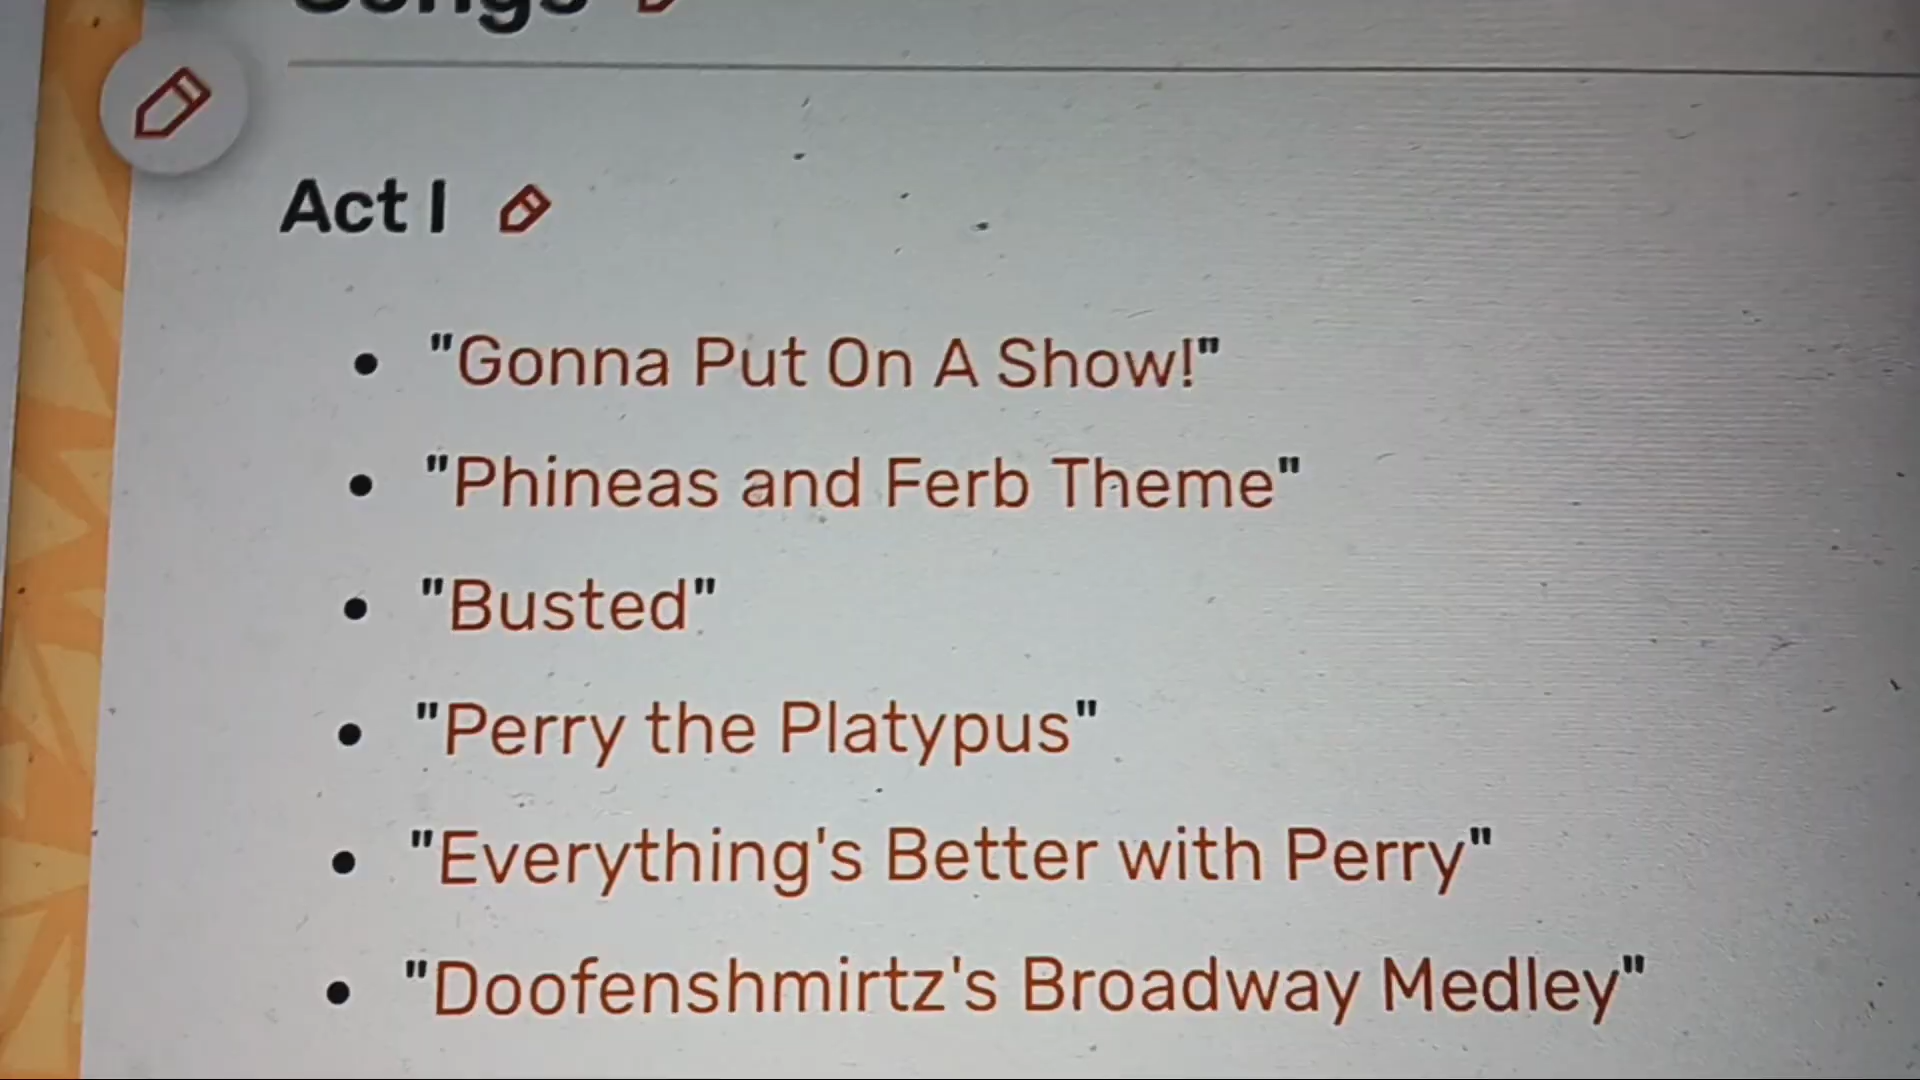 Songs
Act I
"Gonna Put On A Show!"
"Phineas and Ferb Theme"
"Busted"
"Perry the Platypus"
"Everything's Better with Perry"
"Doofenshmirtz's Broadway Medley"